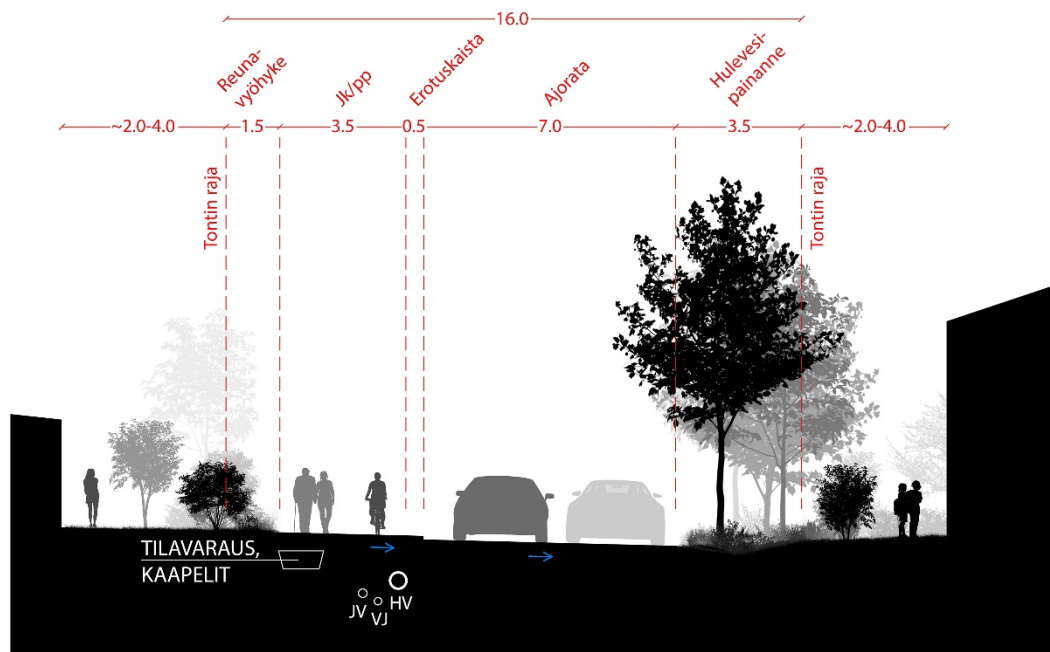 16.0
Reuna-
vyöhyke
Jk/pp
Erotuskaista
Ajorata
Hulevesi-
painanne
~2.0-4.0
1.5
3.5
0.5
7.0
3.5
~2.0-4.0
Tontin raja
Tontin raja
TILAVARAUS,
KAAPELIT
JV
VJ
HV